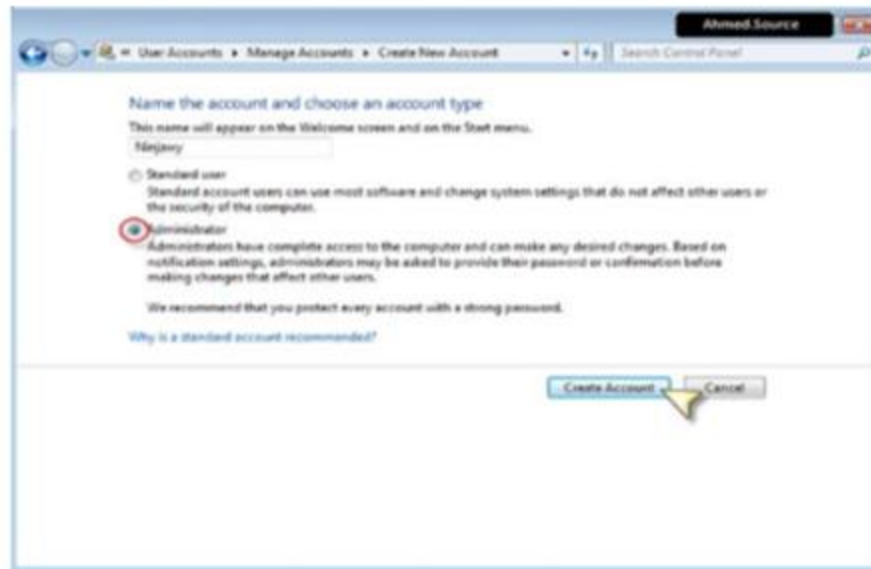 Ahmed.Source
User Accounts ▸ Manage Accounts ▸ Create New Account
Search Control Panel
Name the account and choose an account type
This name will appear on the Welcome screen and on the Start menu.
Ninjawy
Standard user
Standard account users can use most software and change system settings that do not affect other users or
the security of the computer.
Administrator
Administrators have complete access to the computer and can make any desired changes. Based on
notification settings, administrators may be asked to provide their password or confirmation before
making changes that affect other users.
We recommend that you protect every account with a strong password.
Why is a standard account recommended?
Create Account
Cancel